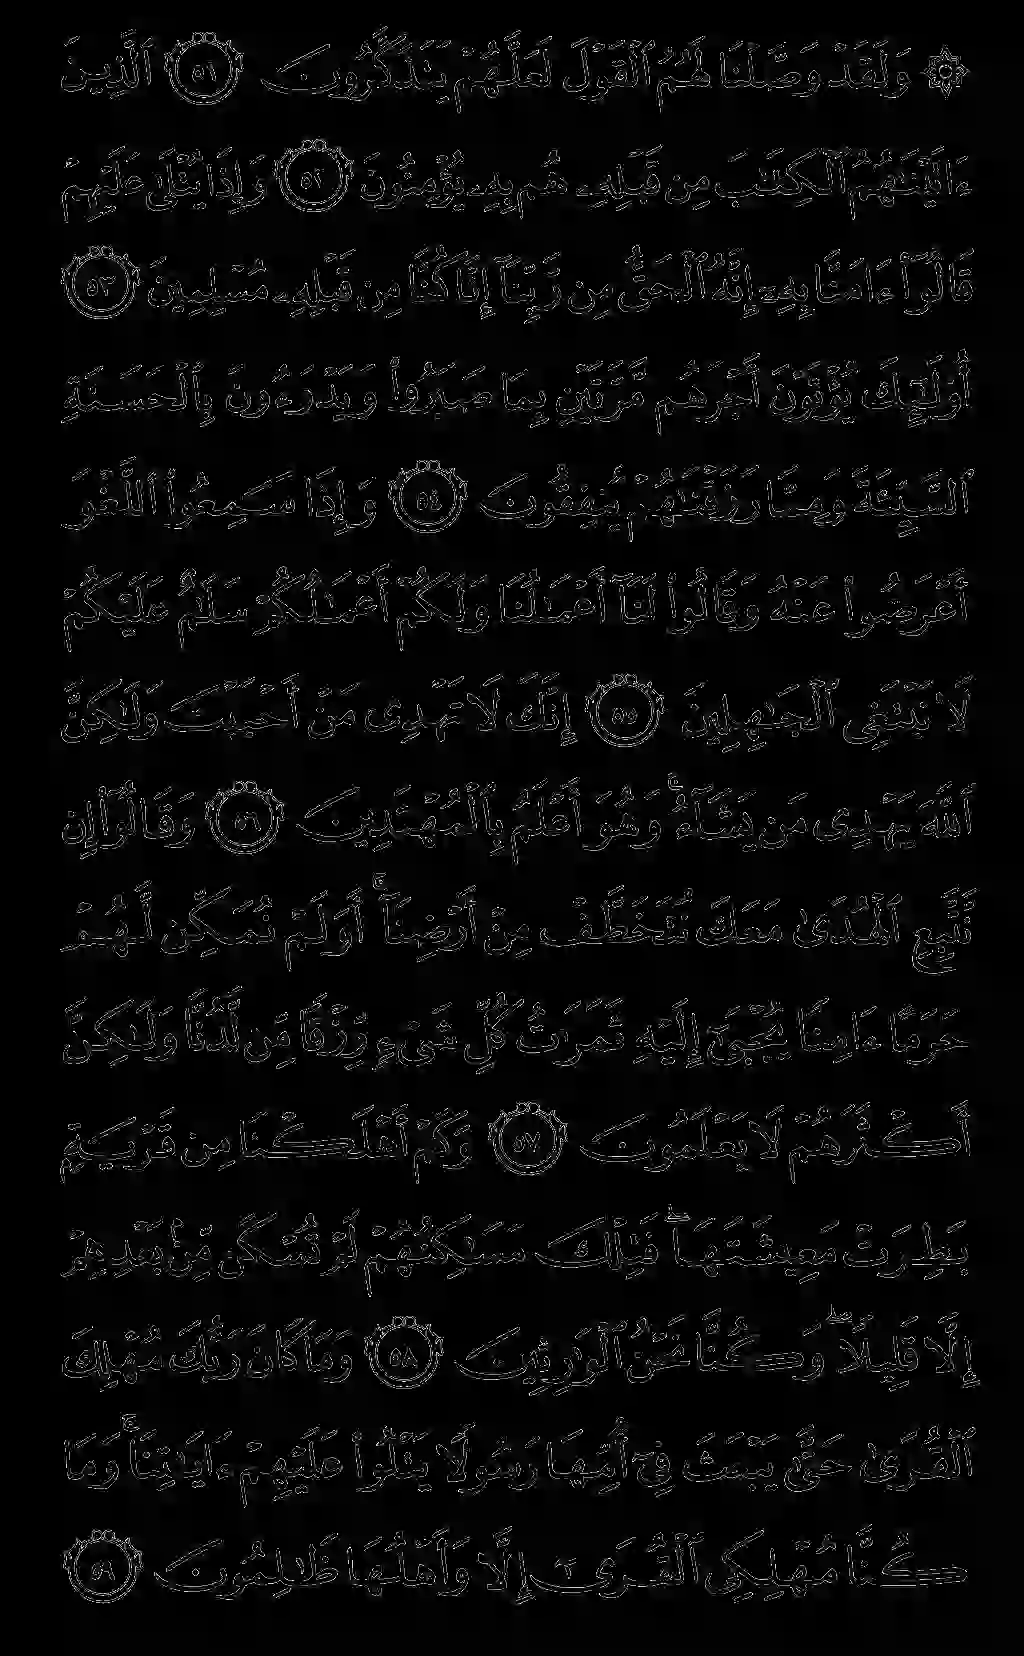 ۞ وَلَقَدْ وَصَّلْنَا لَهُمُ ٱلْقَوْلَ لَعَلَّهُمْ يَتَذَكَّرُونَ ٥١ ٱلَّذِينَ
ءَاتَيْنَٰهُمُ ٱلْكِتَٰبَ مِن قَبْلِهِۦ هُم بِهِۦ يُؤْمِنُونَ ٥٢ وَإِذَا يُتْلَىٰ عَلَيْهِمْ
قَالُوٓا۟ ءَامَنَّا بِهِۦٓ إِنَّهُ ٱلْحَقُّ مِن رَّبِّنَآ إِنَّا كُنَّا مِن قَبْلِهِۦ مُسْلِمِينَ ٥٣
أُو۟لَٰٓئِكَ يُؤْتَوْنَ أَجْرَهُم مَّرَّتَيْنِ بِمَا صَبَرُوا۟ وَيَدْرَءُونَ بِٱلْحَسَنَةِ
ٱلسَّيِّئَةَ وَمِمَّا رَزَقْنَٰهُمْ يُنفِقُونَ ٥٤ وَإِذَا سَمِعُوا۟ ٱللَّغْوَ
أَعْرَضُوا۟ عَنْهُ وَقَالُوا۟ لَنَآ أَعْمَٰلُنَا وَلَكُمْ أَعْمَٰلُكُمْ سَلَٰمٌ عَلَيْكُمْ
لَا نَبْتَغِى ٱلْجَٰهِلِينَ ٥٥ إِنَّكَ لَا تَهْدِى مَنْ أَحْبَبْتَ وَلَٰكِنَّ
ٱللَّهَ يَهْدِى مَن يَشَآءُ ۚ وَهُوَ أَعْلَمُ بِٱلْمُهْتَدِينَ ٥٦ وَقَالُوٓا۟ إِن
نَّتَّبِعِ ٱلْهُدَىٰ مَعَكَ نُتَخَطَّفْ مِنْ أَرْضِنَآ ۚ أَوَلَمْ نُمَكِّن لَّهُمْ
حَرَمًا ءَامِنًا يُجْبَىٰٓ إِلَيْهِ ثَمَرَٰتُ كُلِّ شَىْءٍ رِّزْقًا مِّن لَّدُنَّا وَلَٰكِنَّ
أَكْثَرَهُمْ لَا يَعْلَمُونَ ٥٧ وَكَمْ أَهْلَكْنَا مِن قَرْيَةٍۭ
بَطِرَتْ مَعِيشَتَهَا ۖ فَتِلْكَ مَسَٰكِنُهُمْ لَمْ تُسْكَن مِّنۢ بَعْدِهِمْ
إِلَّا قَلِيلًا ۖ وَكُنَّا نَحْنُ ٱلْوَٰرِثِينَ ٥٨ وَمَا كَانَ رَبُّكَ مُهْلِكَ
ٱلْقُرَىٰ حَتَّىٰ يَبْعَثَ فِىٓ أُمِّهَا رَسُولًا يَتْلُوا۟ عَلَيْهِمْ ءَايَٰتِنَا ۚ وَمَا
كُنَّا مُهْلِكِى ٱلْقُرَىٰٓ إِلَّا وَأَهْلُهَا ظَٰلِمُونَ ٥٩